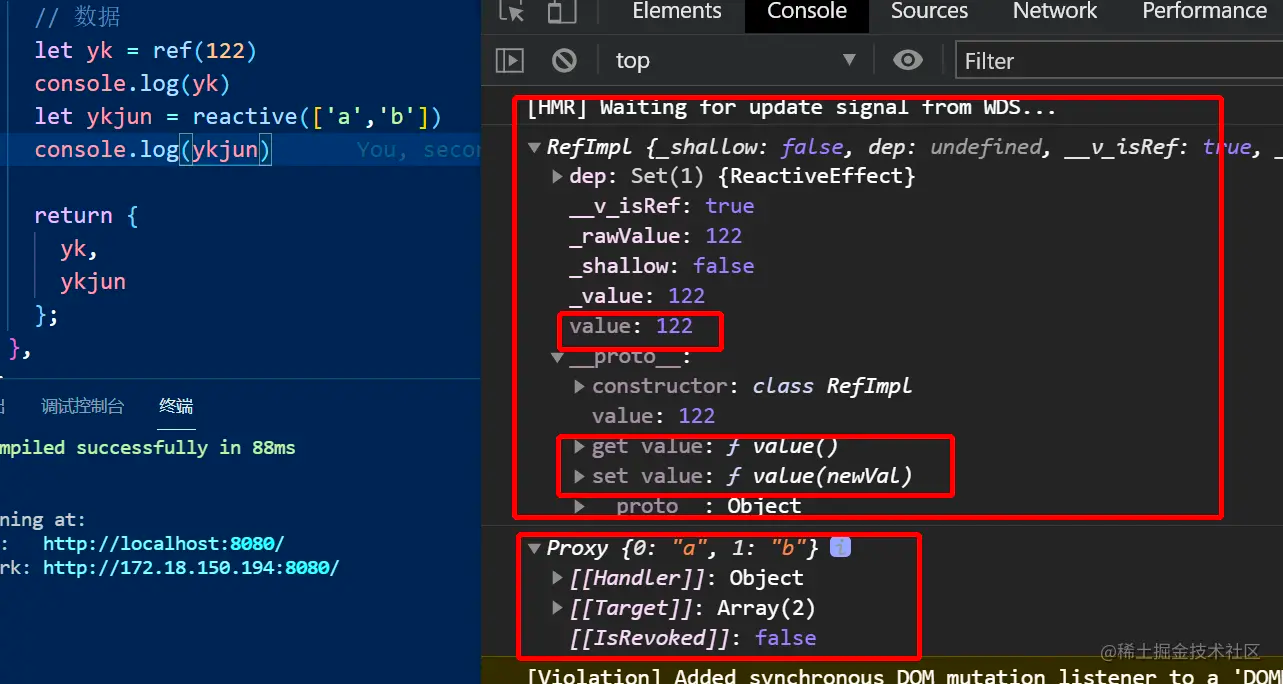 // 数据
let yk = ref(122)
console.log(yk)
let ykjun = reactive(['a','b'])
console.log(ykjun) You, secon
return {
yk,
ykjun
};
},
调试控制台 终端
mpiled successfully in 88ms
ning at:
: http://localhost:8080/
rk: http://172.18.150.194:8080/
Elements Console Sources Network Performance
top Filter
[HMR] Waiting for update signal from WDS...
RefImpl {_shallow: false, dep: undefined, __v_isRef: true, _
dep: Set(1) {ReactiveEffect}
__v_isRef: true
_rawValue: 122
_shallow: false
_value: 122
value: 122
__proto__:
constructor: class RefImpl
value: 122
get value: ƒ value()
set value: ƒ value(newVal)
__proto__: Object
Proxy {0: "a", 1: "b"} i
[[Handler]]: Object
[[Target]]: Array(2)
[[IsRevoked]]: false
@稀土掘金技术社区
[Violation] Added synchronous DOM mutation listener to a 'DOM